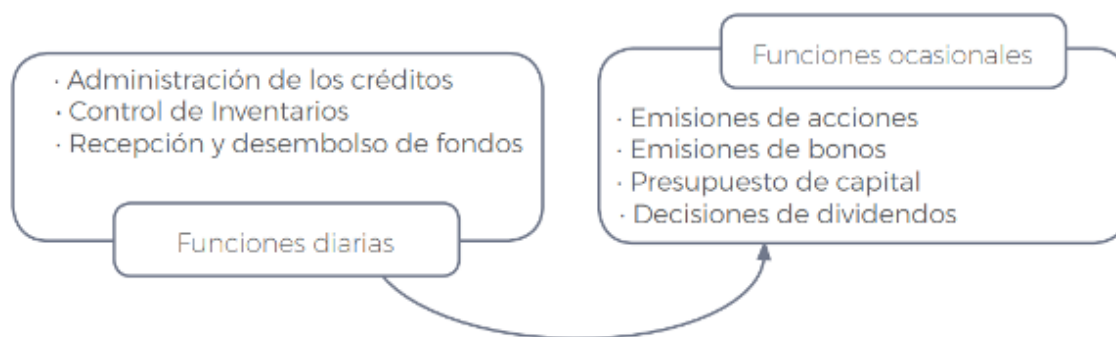 · Administración de los créditos
· Control de Inventarios
· Recepción y desembolso de fondos
Funciones diarias
Funciones ocasionales
· Emisiones de acciones
· Emisiones de bonos
· Presupuesto de capital
· Decisiones de dividendos